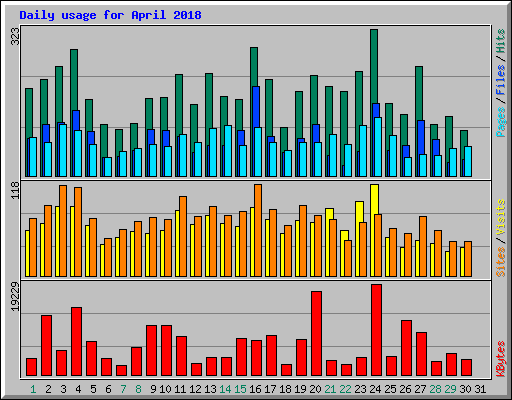 Daily usage for April 2018
323
Pages / Files / Hits
118
Sites / Visits
19229
KBytes
1 2 3 4 5 6 7 8 9 10 11 12 13 14 15 16 17 18 19 20 21 22 23 24 25 26 27 28 29 30 31